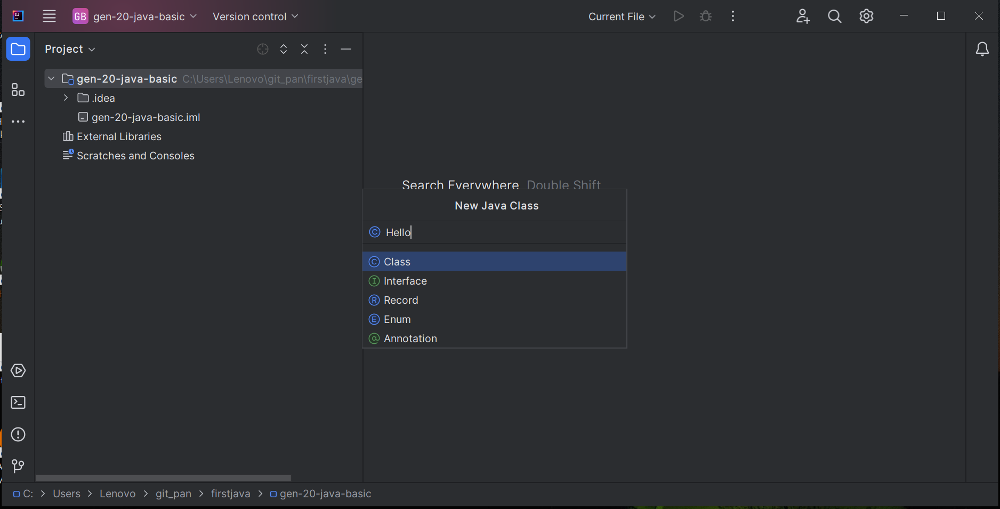 GB gen-20-java-basic Version control Current File
Project
gen-20-java-basic C:\Users\Lenovo\git_pan\firstjava\ge
.idea
gen-20-java-basic.iml
External Libraries
Scratches and Consoles
Search Everywhere Double Shift
New Java Class
C Hello
C Class
I Interface
R Record
E Enum
@ Annotation
C: > Users > Lenovo > git_pan > firstjava > gen-20-java-basic